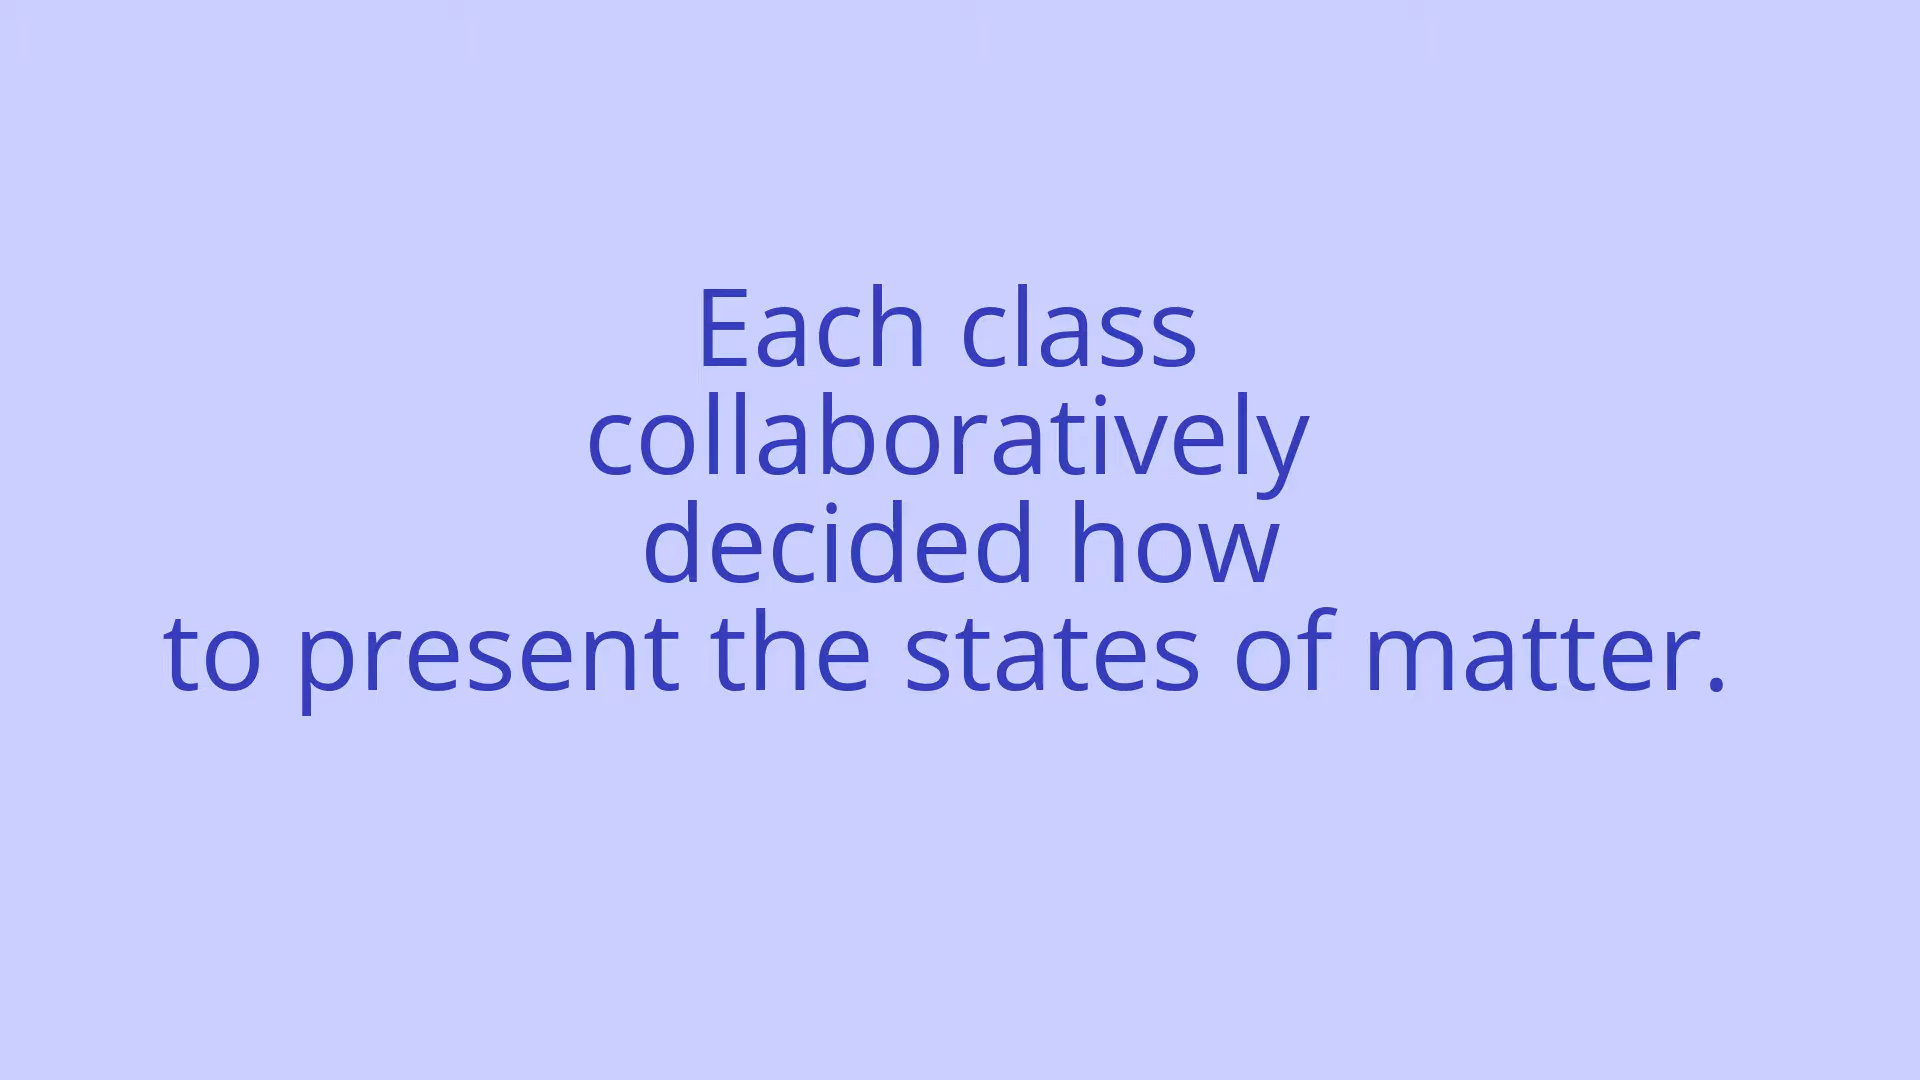 Each class
collaboratively
decided how
to present the states of matter.